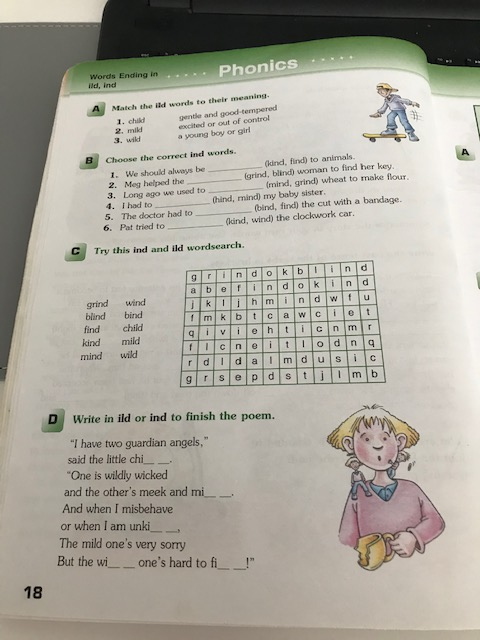 Words Ending in
ild, ind
Phonics
A Match the ild words to their meaning.
1. child gentle and good-tempered
2. mild excited or out of control
3. wild a young boy or girl
B Choose the correct ind words.
1. We should always be ________ (kind, find) to animals.
2. Meg helped the ________ (grind, blind) woman to find her key.
3. Long ago we used to ________ (mind, grind) wheat to make flour.
4. I had to ________ (hind, mind) my baby sister.
5. The doctor had to ________ (bind, find) the cut with a bandage.
6. Pat tried to ________ (kind, wind) the clockwork car.
C Try this ind and ild wordsearch.
grind wind
blind bind
find child
kind mild
mind wild
g r i n d o k b l i n d
a b e f i n d o k i n d
j k l j h m i n d w f u
f m k b t c a w c i e t
q i v i e h t i c n m r
f l c n e i t l o d n q
r d l d a l m d u s i c
g r s e p d s t j l m b
D Write in ild or ind to finish the poem.
"I have two guardian angels,"
said the little chi__ __.
"One is wildly wicked
and the other's meek and mi__ __.
And when I misbehave
or when I am unki__ __,
The mild one's very sorry
But the wi__ __ one's hard to fi__ __!"
18
A